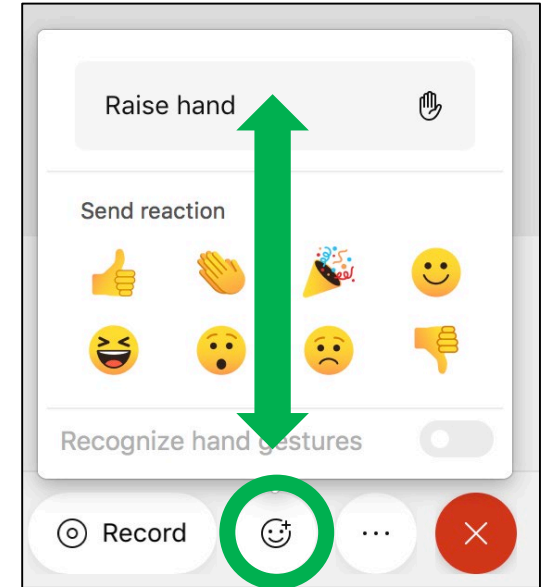 Raise hand
Send reaction
Recognize hand gestures
Record